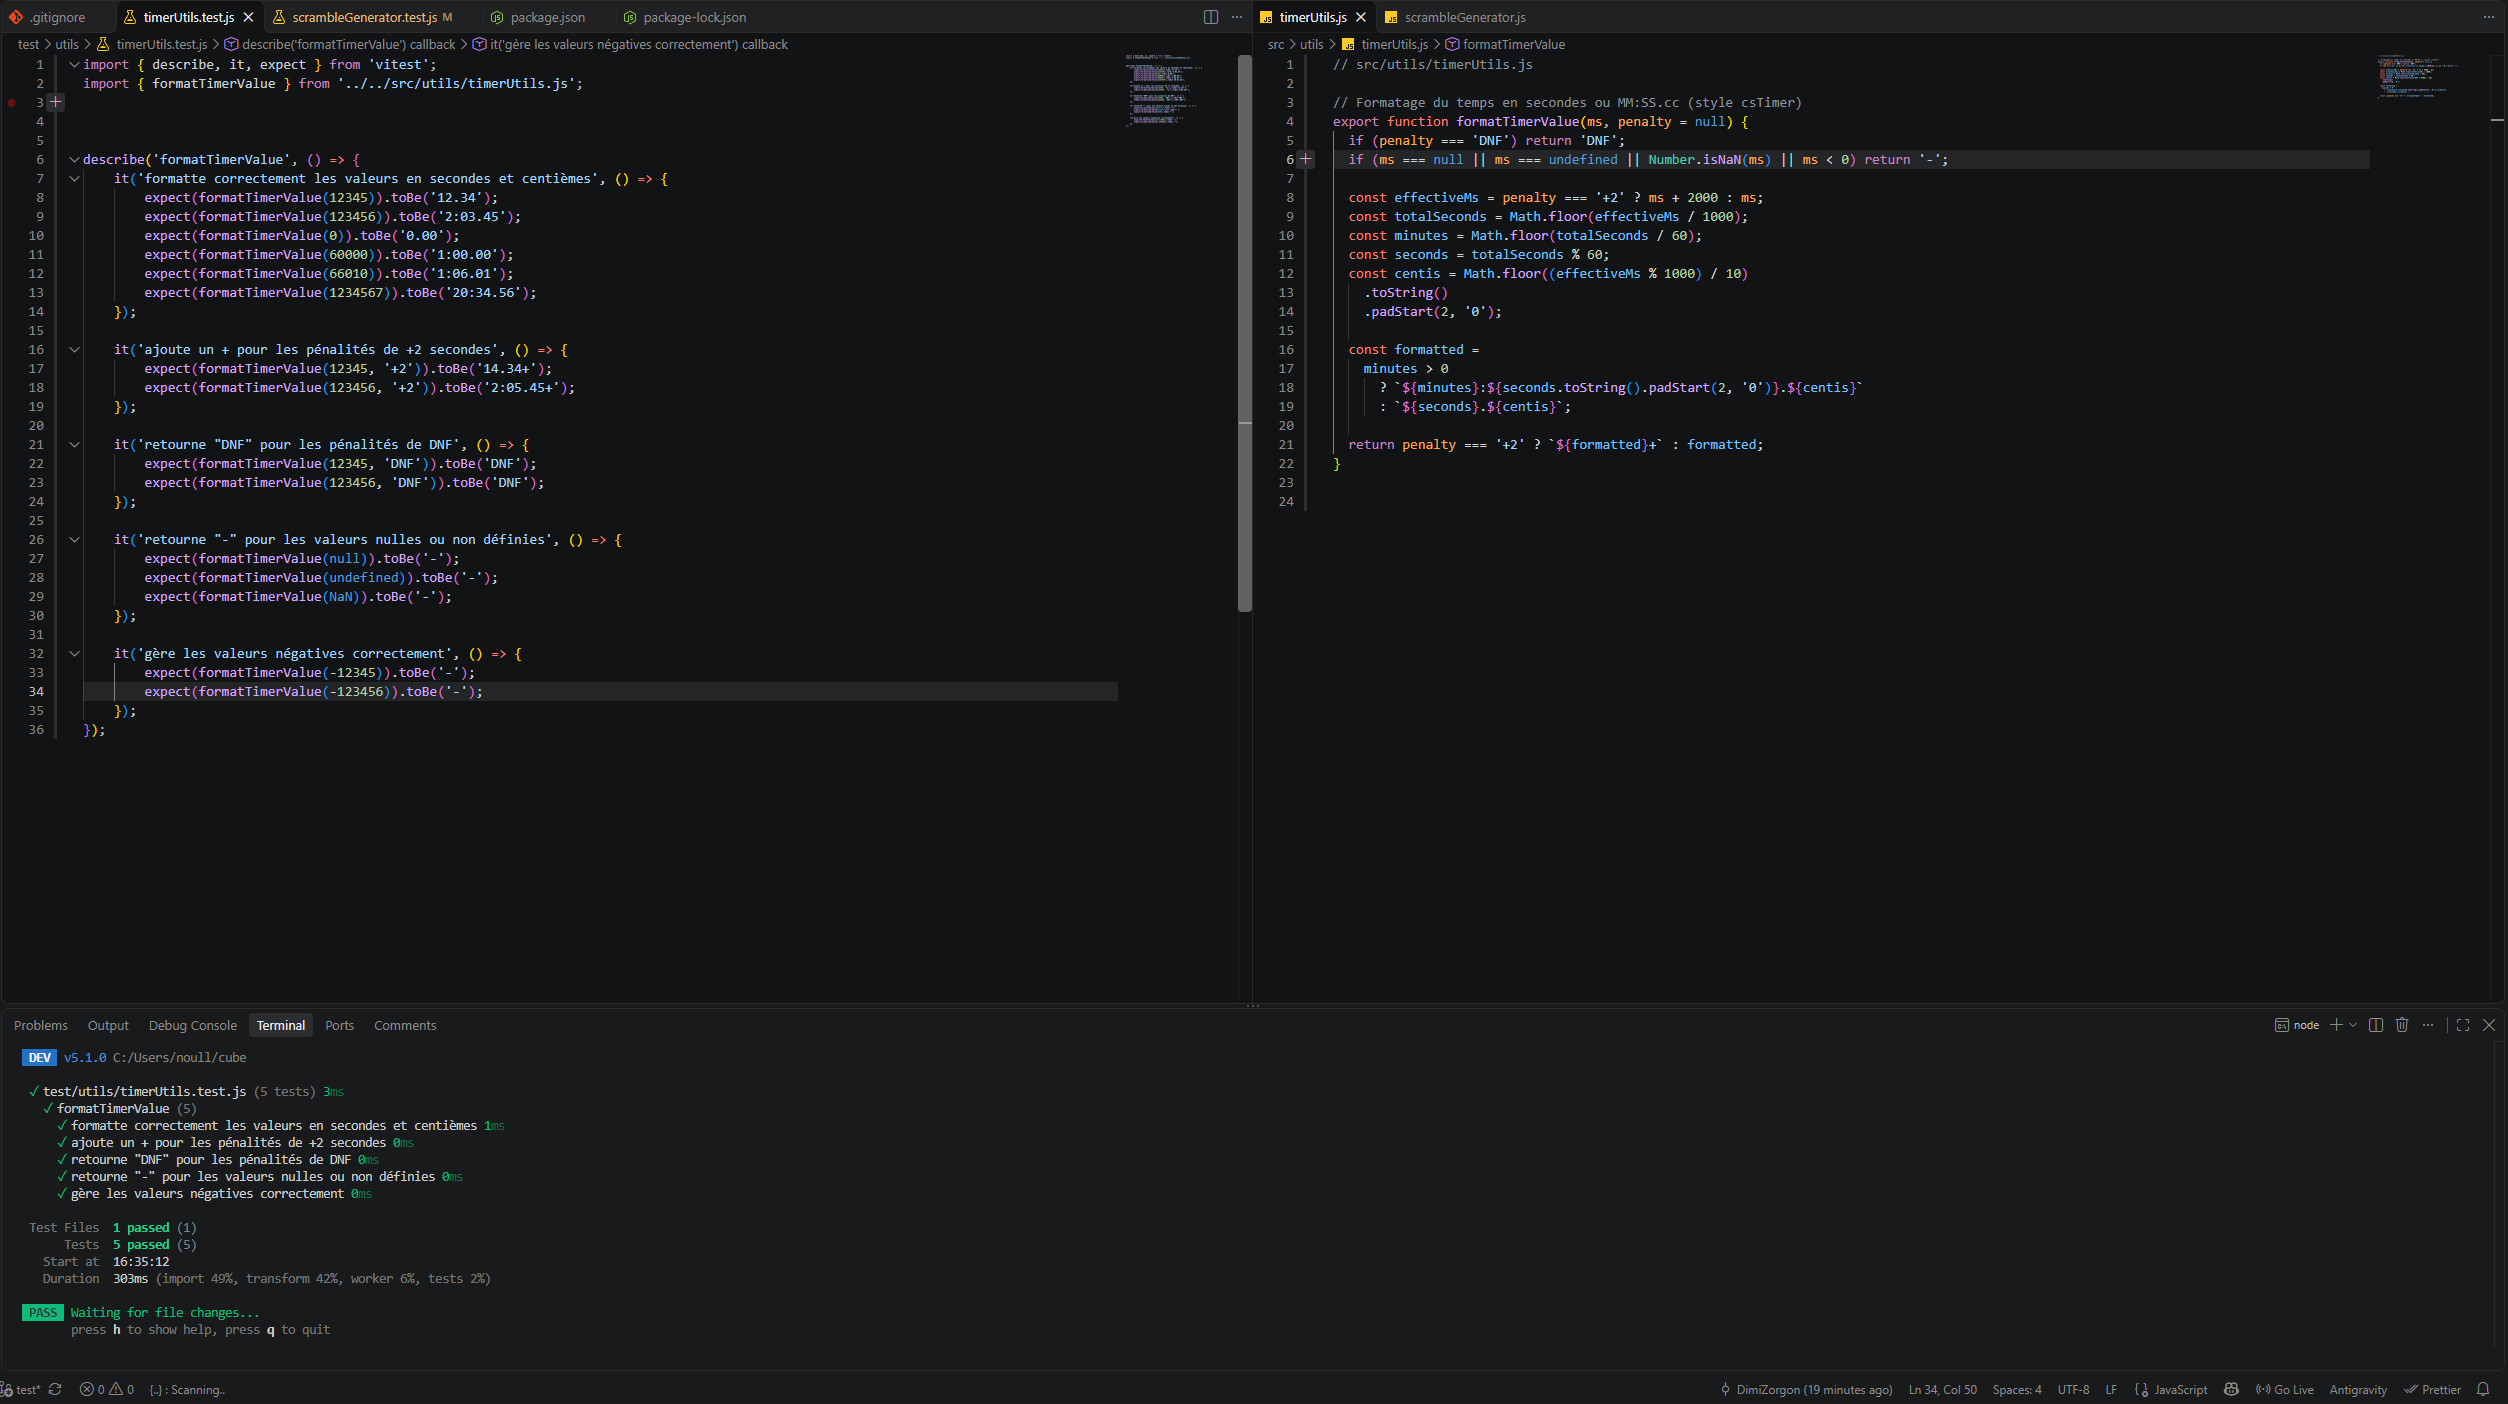 .gitignore
timerUtils.test.js
scrambleGenerator.test.js M
package.json
package-lock.json
test > utils > timerUtils.test.js > describe('formatTimerValue') callback > it('gère les valeurs négatives correctement') callback
1 import { describe, it, expect } from 'vitest';
2 import { formatTimerValue } from '../../src/utils/timerUtils.js';
3
4
5
6 describe('formatTimerValue', () => {
7 it('formatte correctement les valeurs en secondes et centièmes', () => {
8 expect(formatTimerValue(12345)).toBe('12.34');
9 expect(formatTimerValue(123456)).toBe('2:03.45');
10 expect(formatTimerValue(0)).toBe('0.00');
11 expect(formatTimerValue(60000)).toBe('1:00.00');
12 expect(formatTimerValue(66010)).toBe('1:06.01');
13 expect(formatTimerValue(1234567)).toBe('20:34.56');
14 });
15
16 it('ajoute un + pour les pénalités de +2 secondes', () => {
17 expect(formatTimerValue(12345, '+2')).toBe('14.34+');
18 expect(formatTimerValue(123456, '+2')).toBe('2:05.45+');
19 });
20
21 it('retourne "DNF" pour les pénalités de DNF', () => {
22 expect(formatTimerValue(12345, 'DNF')).toBe('DNF');
23 expect(formatTimerValue(123456, 'DNF')).toBe('DNF');
24 });
25
26 it('retourne "-" pour les valeurs nulles ou non définies', () => {
27 expect(formatTimerValue(null)).toBe('-');
28 expect(formatTimerValue(undefined)).toBe('-');
29 expect(formatTimerValue(NaN)).toBe('-');
30 });
31
32 it('gère les valeurs négatives correctement', () => {
33 expect(formatTimerValue(-12345)).toBe('-');
34 expect(formatTimerValue(-123456)).toBe('-');
35 });
36 });
timerUtils.js
scrambleGenerator.js
src > utils > timerUtils.js > formatTimerValue
1 // src/utils/timerUtils.js
2
3 // Formatage du temps en secondes ou MM:SS.cc (style csTimer)
4 export function formatTimerValue(ms, penalty = null) {
5 if (penalty === 'DNF') return 'DNF';
6 if (ms === null || ms === undefined || Number.isNaN(ms) || ms < 0) return '-';
7
8 const effectiveMs = penalty === '+2' ? ms + 2000 : ms;
9 const totalSeconds = Math.floor(effectiveMs / 1000);
10 const minutes = Math.floor(totalSeconds / 60);
11 const seconds = totalSeconds % 60;
12 const centis = Math.floor((effectiveMs % 1000) / 10)
13 .toString()
14 .padStart(2, '0');
15
16 const formatted =
17 minutes > 0
18 ? `${minutes}:${seconds.toString().padStart(2, '0')}.${centis}`
19 : `${seconds}.${centis}`;
20
21 return penalty === '+2' ? `${formatted}+` : formatted;
22 }
23
24
Problems Output Debug Console Terminal Ports Comments
node
DEV v5.1.0 C:/Users/noull/cube
✓ test/utils/timerUtils.test.js (5 tests) 3ms
✓ formatTimerValue (5)
✓ formatte correctement les valeurs en secondes et centièmes 1ms
✓ ajoute un + pour les pénalités de +2 secondes 0ms
✓ retourne "DNF" pour les pénalités de DNF 0ms
✓ retourne "-" pour les valeurs nulles ou non définies 0ms
✓ gère les valeurs négatives correctement 0ms
Test Files 1 passed (1)
Tests 5 passed (5)
Start at 16:35:12
Duration 303ms (import 49%, transform 42%, worker 6%, tests 2%)
PASS Waiting for file changes...
press h to show help, press q to quit
test* 0 0 {..} : Scanning..
DimiZorgon (19 minutes ago) Ln 34, Col 50 Spaces: 4 UTF-8 LF JavaScript Go Live Antigravity Prettier